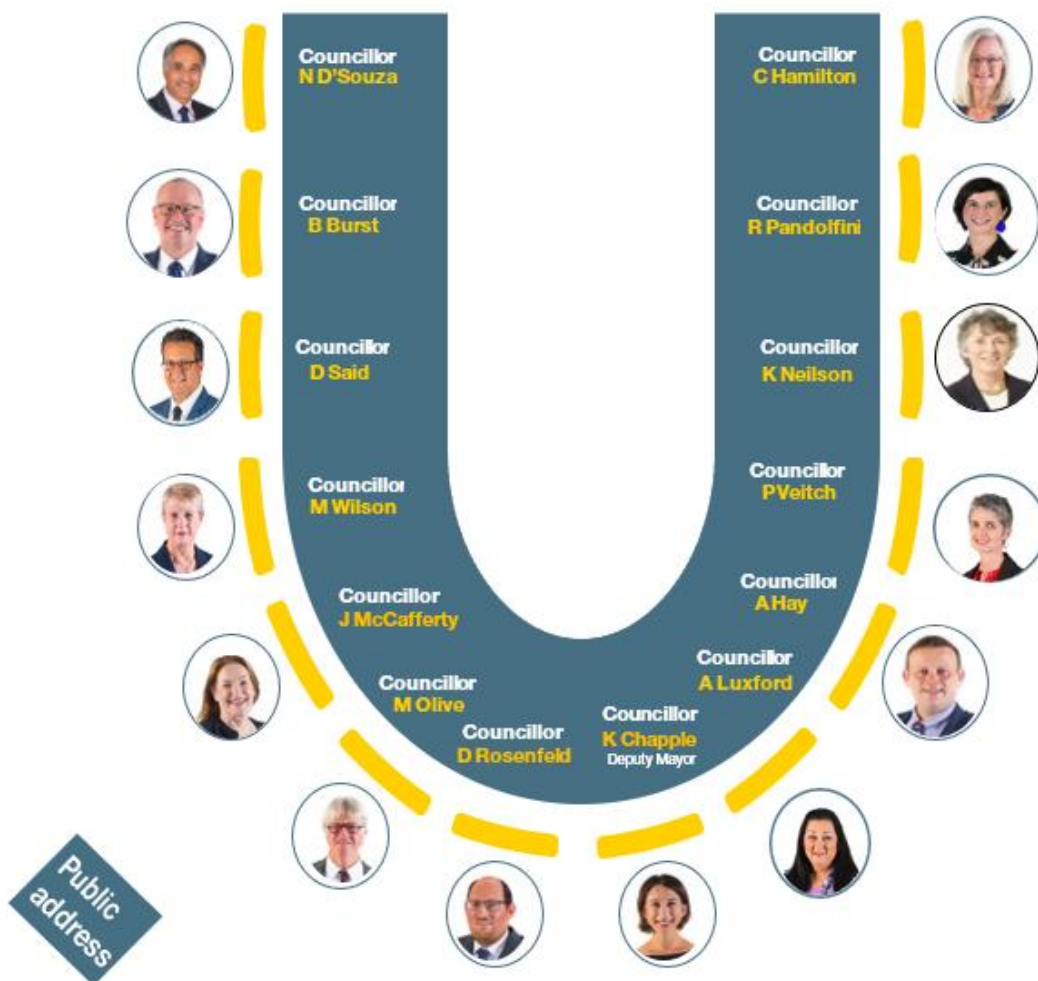 Councillor
N D'Souza
Councillor
C Hamilton
Councillor
B Burst
Councillor
R Pandolfini
Councillor
D Said
Councillor
K Neilson
Councillor
M Wilson
Councillor
P Veitch
Councillor
J McCafferty
Councillor
A Hay
Councillor
M Olive
Councillor
A Luxford
Councillor
D Rosenfeld
Councillor
K Chapple
Deputy Mayor
Public
address